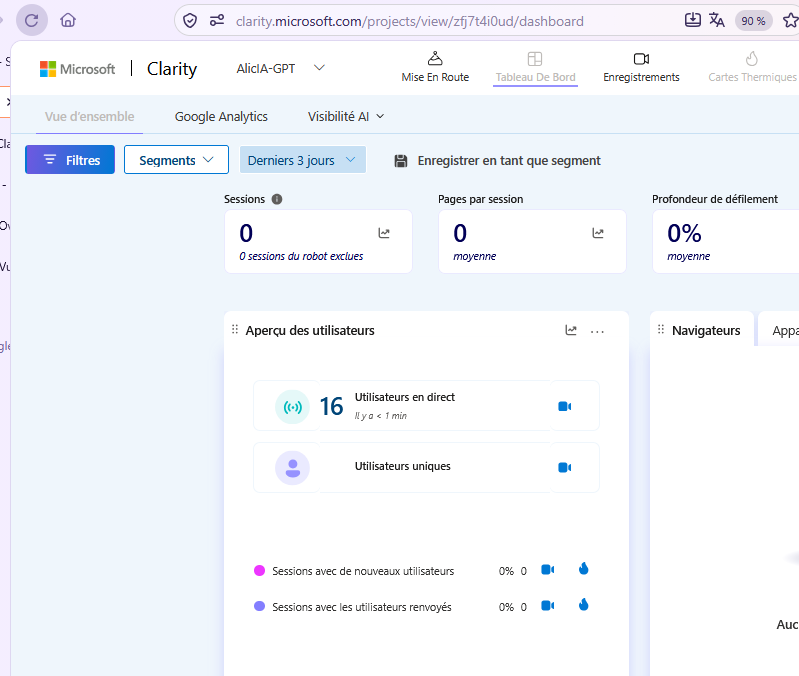 clarity.microsoft.com/projects/view/zfj7t4i0ud/dashboard
90 %
Microsoft | Clarity
AlicIA-GPT
Mise En Route
Tableau De Bord
Enregistrements
Cartes Thermiques
Vue d'ensemble
Google Analytics
Visibilité AI
Filtres
Segments
Derniers 3 jours
Enregistrer en tant que segment
Sessions
0
0 sessions du robot exclues
Pages par session
0
moyenne
Profondeur de défilement
0%
moyenne
Aperçu des utilisateurs
16
Utilisateurs en direct
Il y a < 1 min
Utilisateurs uniques
Sessions avec de nouveaux utilisateurs 0% 0
Sessions avec les utilisateurs renvoyés 0% 0
Navigateurs
Appa
Auc